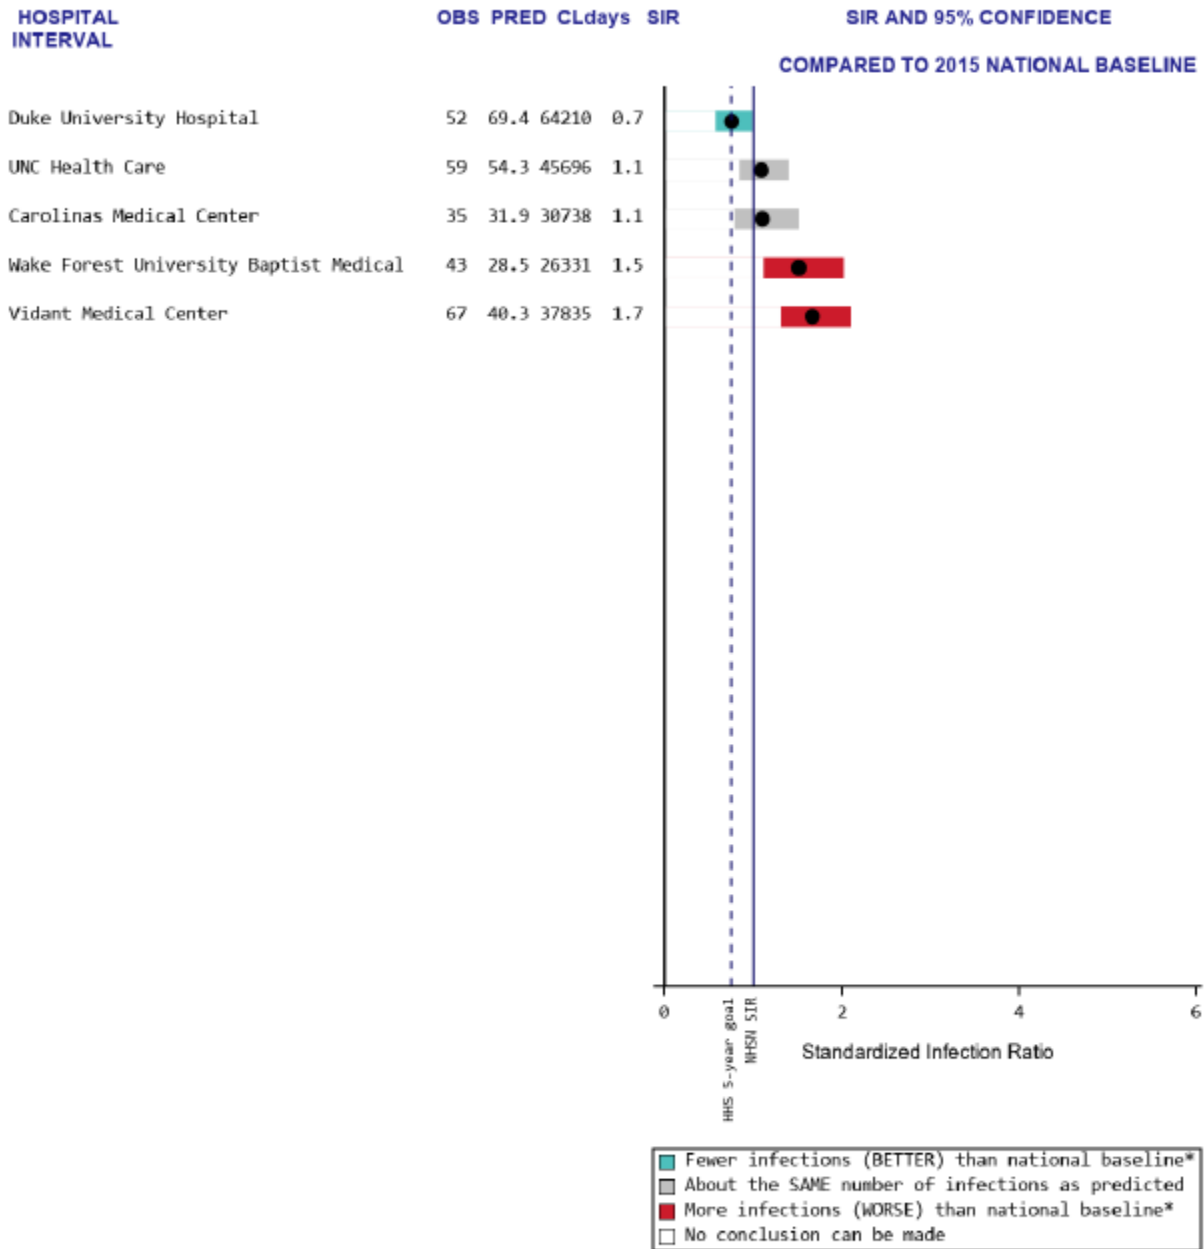 HOSPITAL OBS PRED CLdays SIR SIR AND 95% CONFIDENCE
INTERVAL
COMPARED TO 2015 NATIONAL BASELINE
Duke University Hospital 52 69.4 64210 0.7
UNC Health Care 59 54.3 45696 1.1
Carolinas Medical Center 35 31.9 30738 1.1
Wake Forest University Baptist Medical 43 28.5 26331 1.5
Vidant Medical Center 67 40.3 37835 1.7
0 2 4 6
HHS 5-year goal
NHSN SIR
Standardized Infection Ratio
Fewer infections (BETTER) than national baseline*
About the SAME number of infections as predicted
More infections (WORSE) than national baseline*
No conclusion can be made